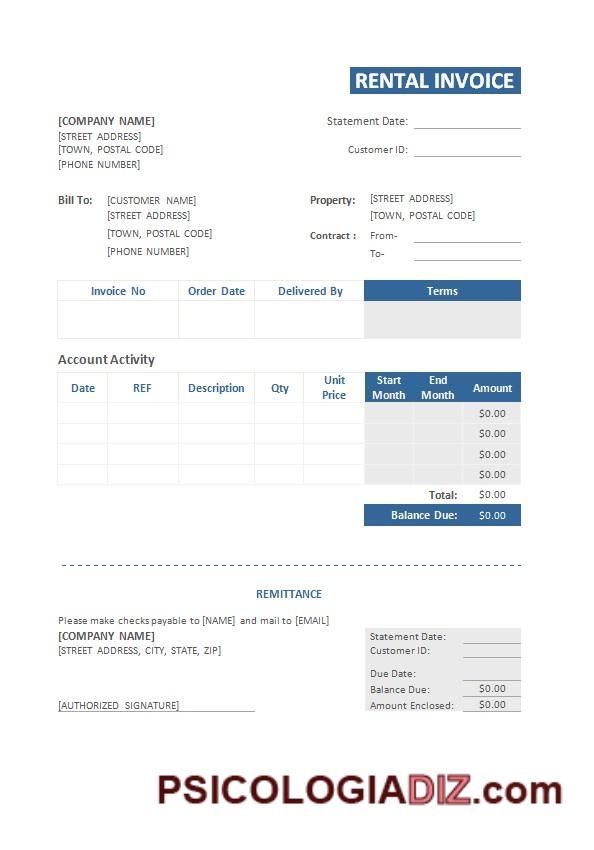 RENTAL INVOICE
[COMPANY NAME]
Statement Date:
[STREET ADDRESS]
[TOWN, POSTAL CODE]
Customer ID:
[PHONE NUMBER]
Bill To: [CUSTOMER NAME]
Property: [STREET ADDRESS]
[STREET ADDRESS]
[TOWN, POSTAL CODE]
[TOWN, POSTAL CODE]
Contract : From-
[PHONE NUMBER]
To-
Invoice No Order Date Delivered By Terms
Account Activity
Date REF Description Qty Unit Price Start Month End Month Amount
$0.00
$0.00
$0.00
$0.00
Total: $0.00
Balance Due: $0.00
REMITTANCE
Please make checks payable to [NAME] and mail to [EMAIL]
[COMPANY NAME]
[STREET ADDRESS, CITY, STATE, ZIP]
Statement Date:
Customer ID:
Due Date:
Balance Due: $0.00
[AUTHORIZED SIGNATURE]
Amount Enclosed: $0.00
PSICOLOGIADIZ.com